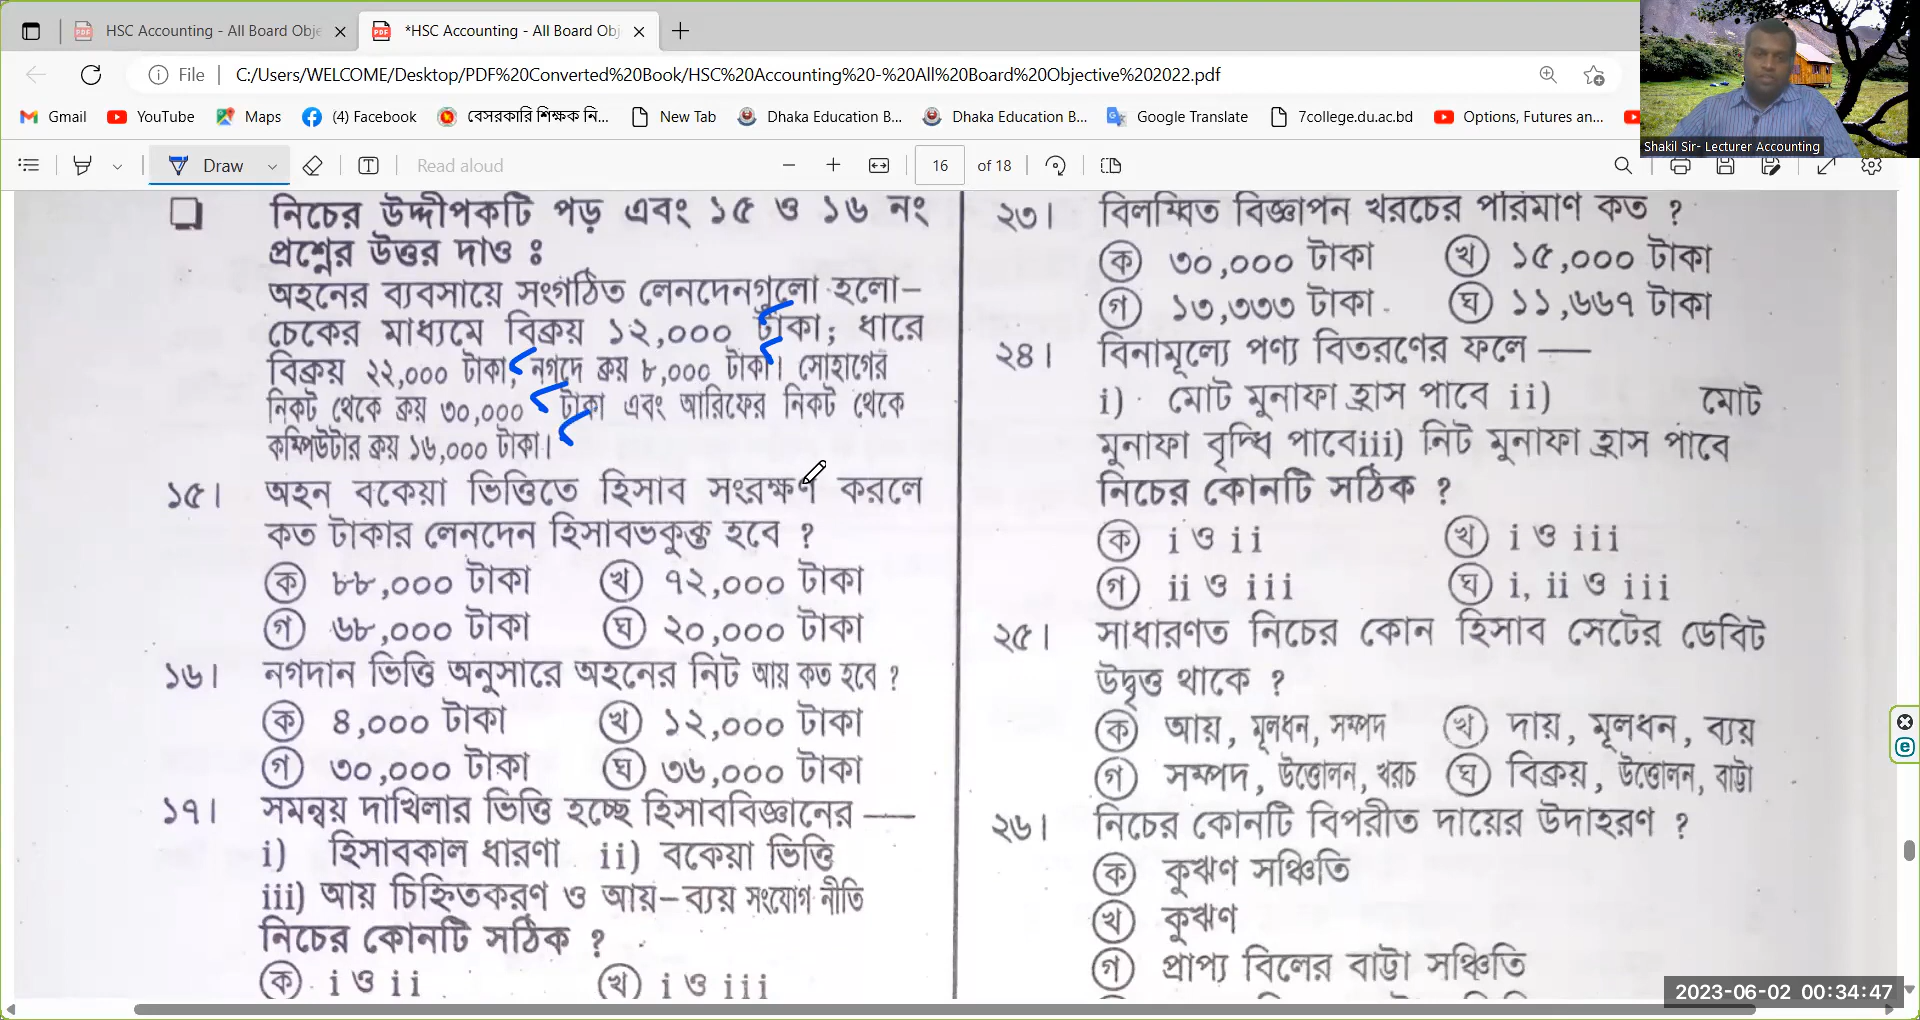 HSC Accounting - All Board Obje
*HSC Accounting - All Board Obj
File
C:/Users/WELCOME/Desktop/PDF%20Converted%20Book/HSC%20Accounting%20-%20All%20Board%20Objective%202022.pdf
Gmail YouTube Maps (4) Facebook বেসরকারি শিক্ষক নি... New Tab Dhaka Education B... Dhaka Education B... Google Translate 7college.du.ac.bd Options, Futures an...
Shakil Sir- Lecturer Accounting
Draw Read aloud 16 of 18
নিচের উদ্দীপকটি পড় এবং ১৫ ও ১৬ নং
প্রশ্নের উত্তর দাও ঃ
অহনের ব্যবসায়ে সংগঠিত লেনদেনগুলো হলো-
চেকের মাধ্যমে বিক্রয় ১২,০০০ টাকা; ধারে
বিক্রয় ২২,০০০ টাকা, নগদে ক্রয় ৮,০০০ টাকা। সোহাগের
নিকট থেকে ক্রয় ৩০,০০০ টাকা এবং আরিফের নিকট থেকে
কম্পিউটার ক্রয় ১৬,০০০ টাকা।
১৫। অহন বকেয়া ভিত্তিতে হিসাব সংরক্ষণ করলে
কত টাকার লেনদেন হিসাবভকুক্ত হবে ?
ক ৮৮,০০০ টাকা খ ৭২,০০০ টাকা
গ ৬৮,০০০ টাকা ঘ ২০,০০০ টাকা
১৬। নগদান ভিত্তি অনুসারে অহনের নিট আয় কত হবে ?
ক ৪,০০০ টাকা খ ১২,০০০ টাকা
গ ৩০,০০০ টাকা ঘ ৩৬,০০০ টাকা
১৭। সমন্বয় দাখিলার ভিত্তি হচ্ছে হিসাববিজ্ঞানের —
i) হিসাবকাল ধারণা ii) বকেয়া ভিত্তি
iii) আয় চিহ্নিতকরণ ও আয়-ব্যয় সংযোগ নীতি
নিচের কোনটি সঠিক ?
ক i ও ii খ i ও iii
২৩। বিলম্বিত বিজ্ঞাপন খরচের পরিমাণ কত ?
ক ৩০,০০০ টাকা খ ১৫,০০০ টাকা
গ ১৩,৩৩৩ টাকা ঘ ১১,৬৬৭ টাকা
২৪। বিনামূল্যে পণ্য বিতরণের ফলে —
i) মোট মুনাফা হ্রাস পাবে ii) মোট
মুনাফা বৃদ্ধি পাবেiii) নিট মুনাফা হ্রাস পাবে
নিচের কোনটি সঠিক ?
ক i ও ii খ i ও iii
গ ii ও iii ঘ i, ii ও iii
২৫। সাধারণত নিচের কোন হিসাব সেটের ডেবিট
উদ্বৃত্ত থাকে ?
ক আয়, মূলধন, সম্পদ খ দায়, মূলধন, ব্যয়
গ সম্পদ, উত্তোলন, খরচ ঘ বিক্রয়, উত্তোলন, বাট্টা
২৬। নিচের কোনটি বিপরীত দায়ের উদাহরণ ?
ক কুঋণ সঞ্চিতি
খ কুঋণ
গ প্রাপ্য বিলের বাট্টা সঞ্চিতি
2023-06-02 00:34:47